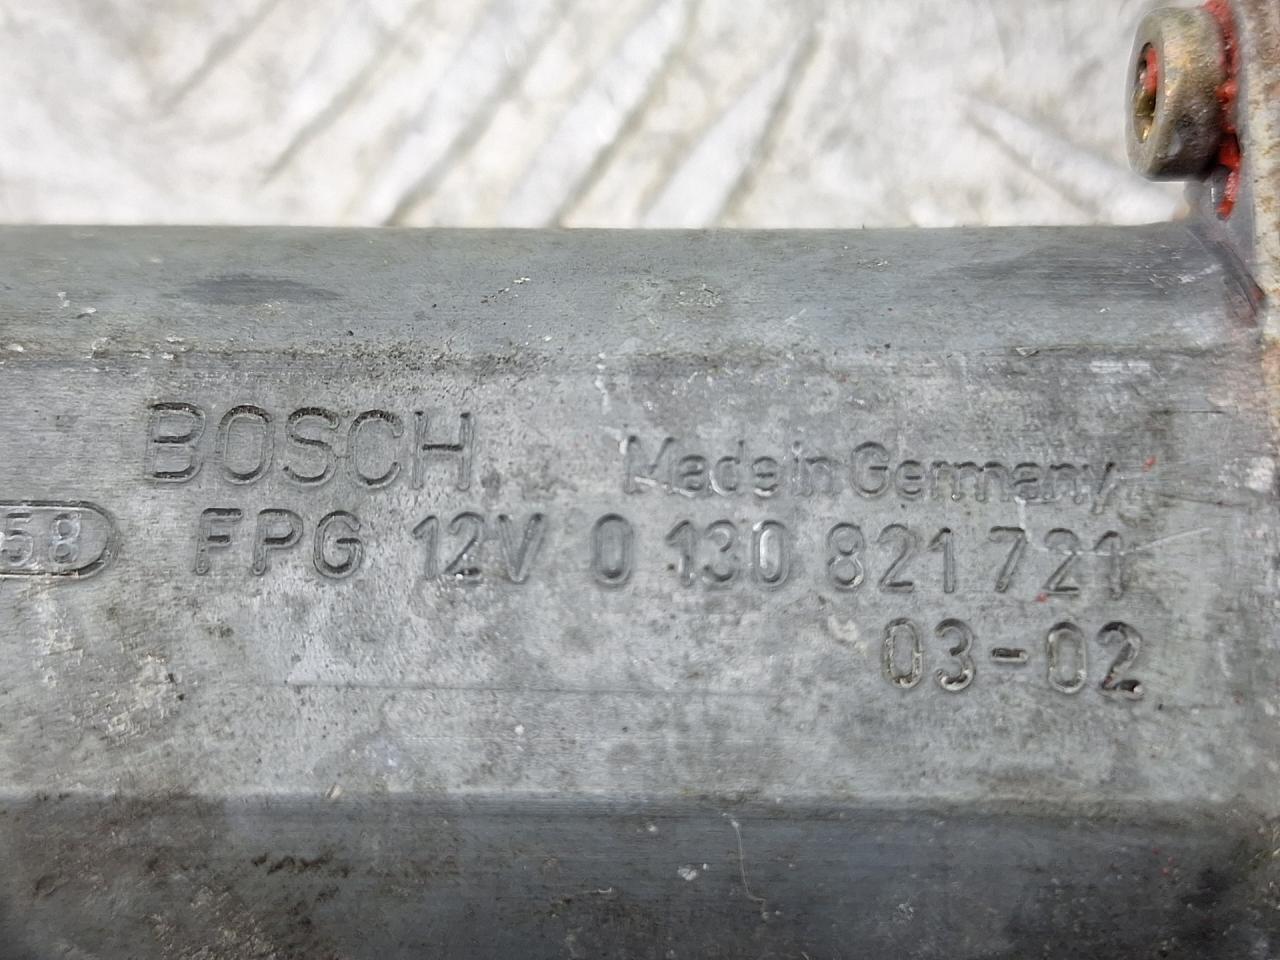 BOSCH Made in Germany
58 FPG 12V 0 130 821 721
03-02